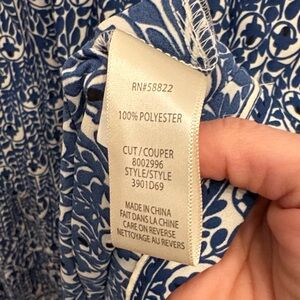 RN#58822
100% POLYESTER
CUT/COUPER
8002996
STYLE/STYLE
3901D69
MADE IN CHINA
FAIT DANS LA CHINE
CARE ON REVERSE
NETTOYAGE AU REVERS